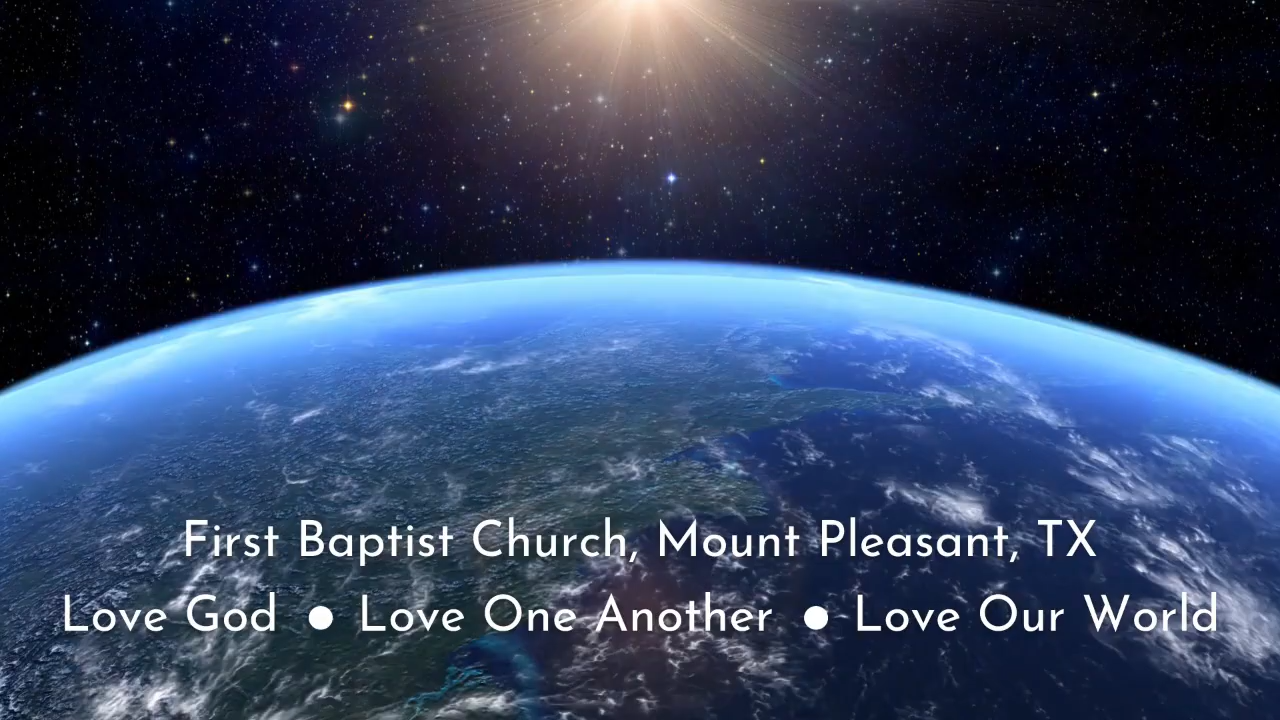 First Baptist Church, Mount Pleasant, TX
Love God ● Love One Another ● Love Our World